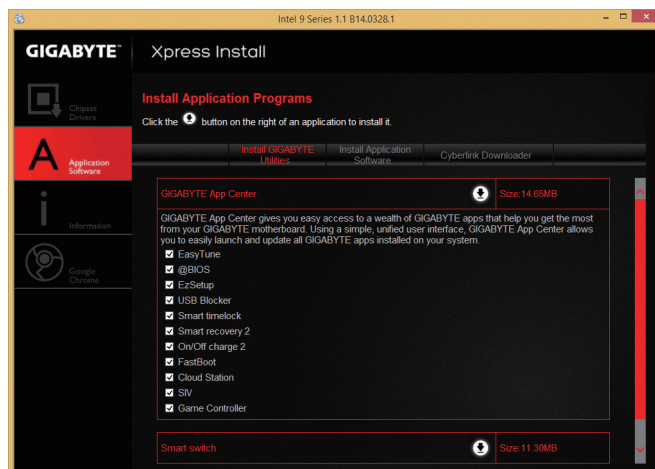 Intel 9 Series 1.1 B14.0328.1
GIGABYTE™
Xpress Install
Chipset
Drivers
Application
Software
Information
Google
Chrome
Install Application Programs
Click the button on the right of an application to install it.
Install GIGABYTE
Utilities
Install Application
Software
Cyberlink Downloader
GIGABYTE App Center
Size:14.65MB
GIGABYTE App Center gives you easy access to a wealth of GIGABYTE apps that help you get the most
from your GIGABYTE motherboard. Using a simple, unified user interface, GIGABYTE App Center allows
you to easily launch and update all GIGABYTE apps installed on your system.
EasyTune
@BIOS
EzSetup
USB Blocker
Smart timelock
Smart recovery 2
On/Off charge 2
FastBoot
Cloud Station
SIV
Game Controller
Smart switch
Size:11.30MB